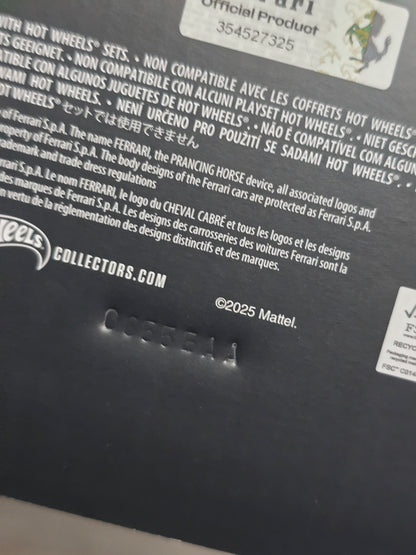 Ferrari
Official Product
354527325
WITH HOT WHEELS® SETS. • NON COMPATIBLE AVEC LES COFFRETS HOT WHEELS®
GEEIGNET. • NON COMPATIBILE CON ALCUNI PLAYSET HOT WHEELS®. • NIET GESCH
COMPATIBLE CON ALGUNOS JUGUETES DE HOT WHEELS®. • NÃO É COMPATÍVEL COM ALGUN
HOT WHEELS. • NENÍ URČENO PRO POUŽITÍ SE SADAMI HOT WHEELS®.
HOT WHEELS® セットでは使用できません
of Ferrari S.p.A. The name FERRARI, the PRANCING HORSE device, all associated logos and
property of Ferrari S.p.A. The body designs of the Ferrari cars are protected as Ferrari S.p.A.
trademark and trade dress regulations
Ferrari S.p.A. Le nom FERRARI, le logo du CHEVAL CABRÉ et tous les logos et les designs
des marques de Ferrari S.p.A. Les designs des carrosseries des voitures Ferrari sont la
en vertu de la réglementation des designs distinctifs et des marques.
COLLECTORS.COM
©2025 Mattel.
RECYC